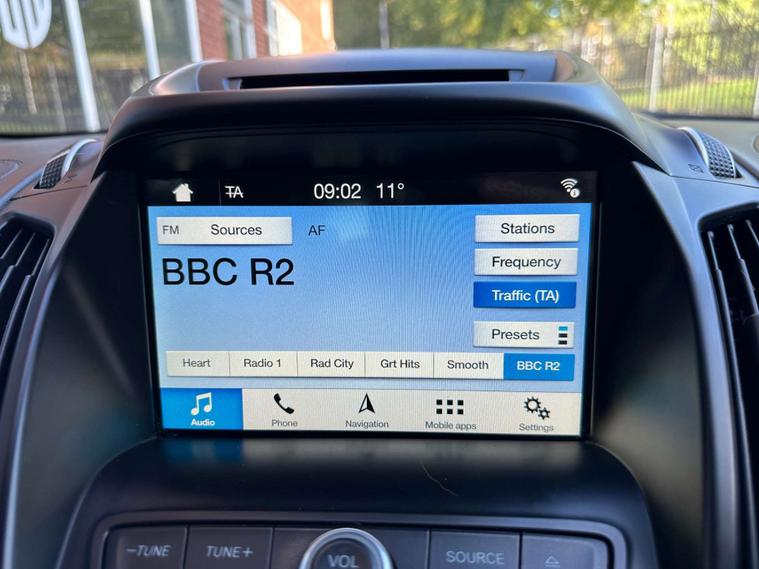 TA 09:02 11°
FM Sources AF Stations
BBC R2 Frequency
Traffic (TA)
Presets
Heart Radio 1 Rad City Grt Hits Smooth BBC R2
Audio Phone Navigation Mobile apps Settings
-TUNE TUNE+ VOL SOURCE